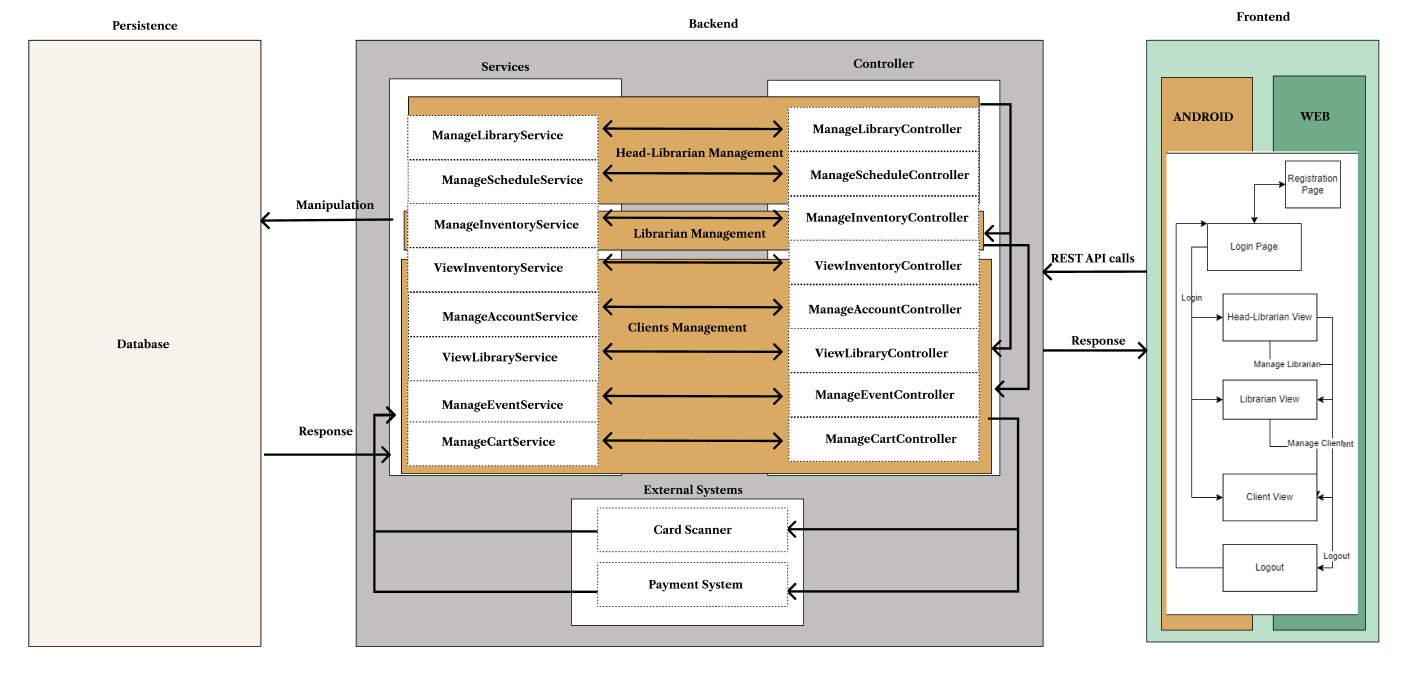 Persistence
Backend
Frontend
Services
Controller
ANDROID
WEB
ManageLibraryService
ManageLibraryController
Head-Librarian Management
ManageScheduleService
ManageScheduleController
Registration
Page
Manipulation
ManageInventoryService
ManageInventoryController
Librarian Management
Login Page
REST API calls
ViewInventoryService
ViewInventoryController
Login
ManageAccountService
ManageAccountController
Head-Librarian View
Clients Management
Database
Response
ViewLibraryService
ViewLibraryController
Manage Librarian
ManageEventService
ManageEventController
Librarian View
Response
ManageCartService
ManageCartController
Manage Client
External Systems
Client View
Card Scanner
Logout
Payment System
Logout